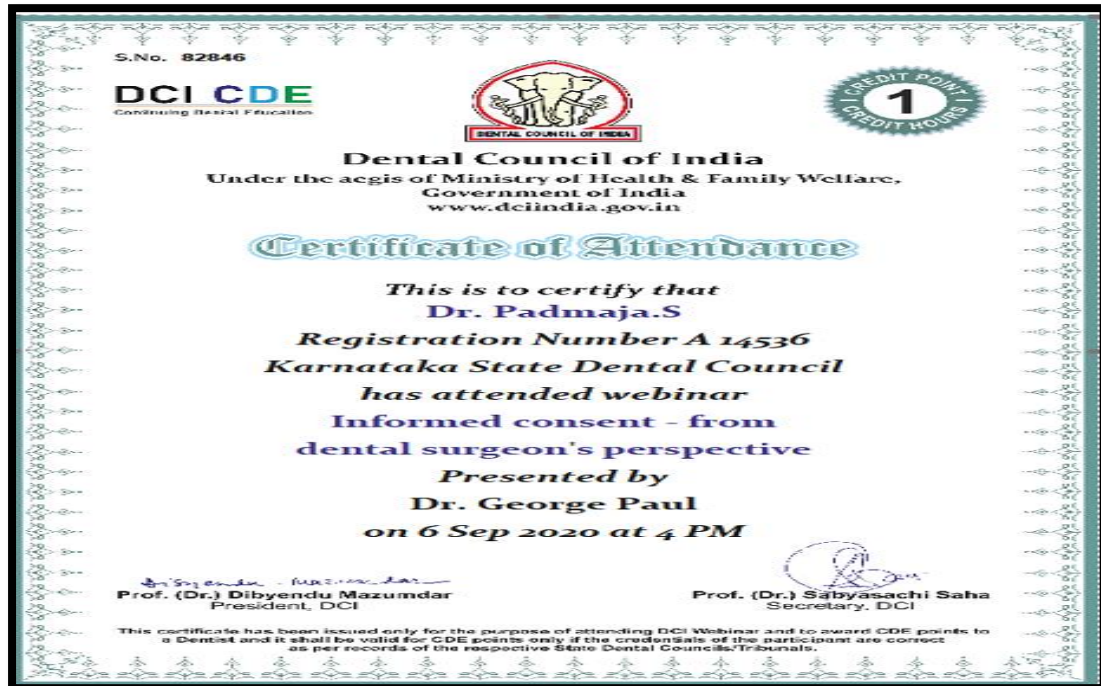 S.No. 82846
DCI CDE
Continuing Dental Education
DENTAL COUNCIL OF INDIA
CREDIT POINT
1
CREDIT HOURS
Dental Council of India
Under the aegis of Ministry of Health & Family Welfare,
Government of India
www.dciindia.gov.in
Certificate of Attendance
This is to certify that
Dr. Padmaja.S
Registration Number A 14536
Karnataka State Dental Council
has attended webinar
Informed consent - from
dental surgeon's perspective
Presented by
Dr. George Paul
on 6 Sep 2020 at 4 PM
Dibyendu Mazumdar
Prof. (Dr.) Dibyendu Mazumdar
President, DCI
Prof. (Dr.) Sabyasachi Saha
Secretary, DCI
This certificate has been issued only for the purpose of attending DCI Webinar and to award CDE points to
a Dentist and it shall be valid for CDE points only if the credentials of the participant are correct
as per records of the respective State Dental Councils/Tribunals.